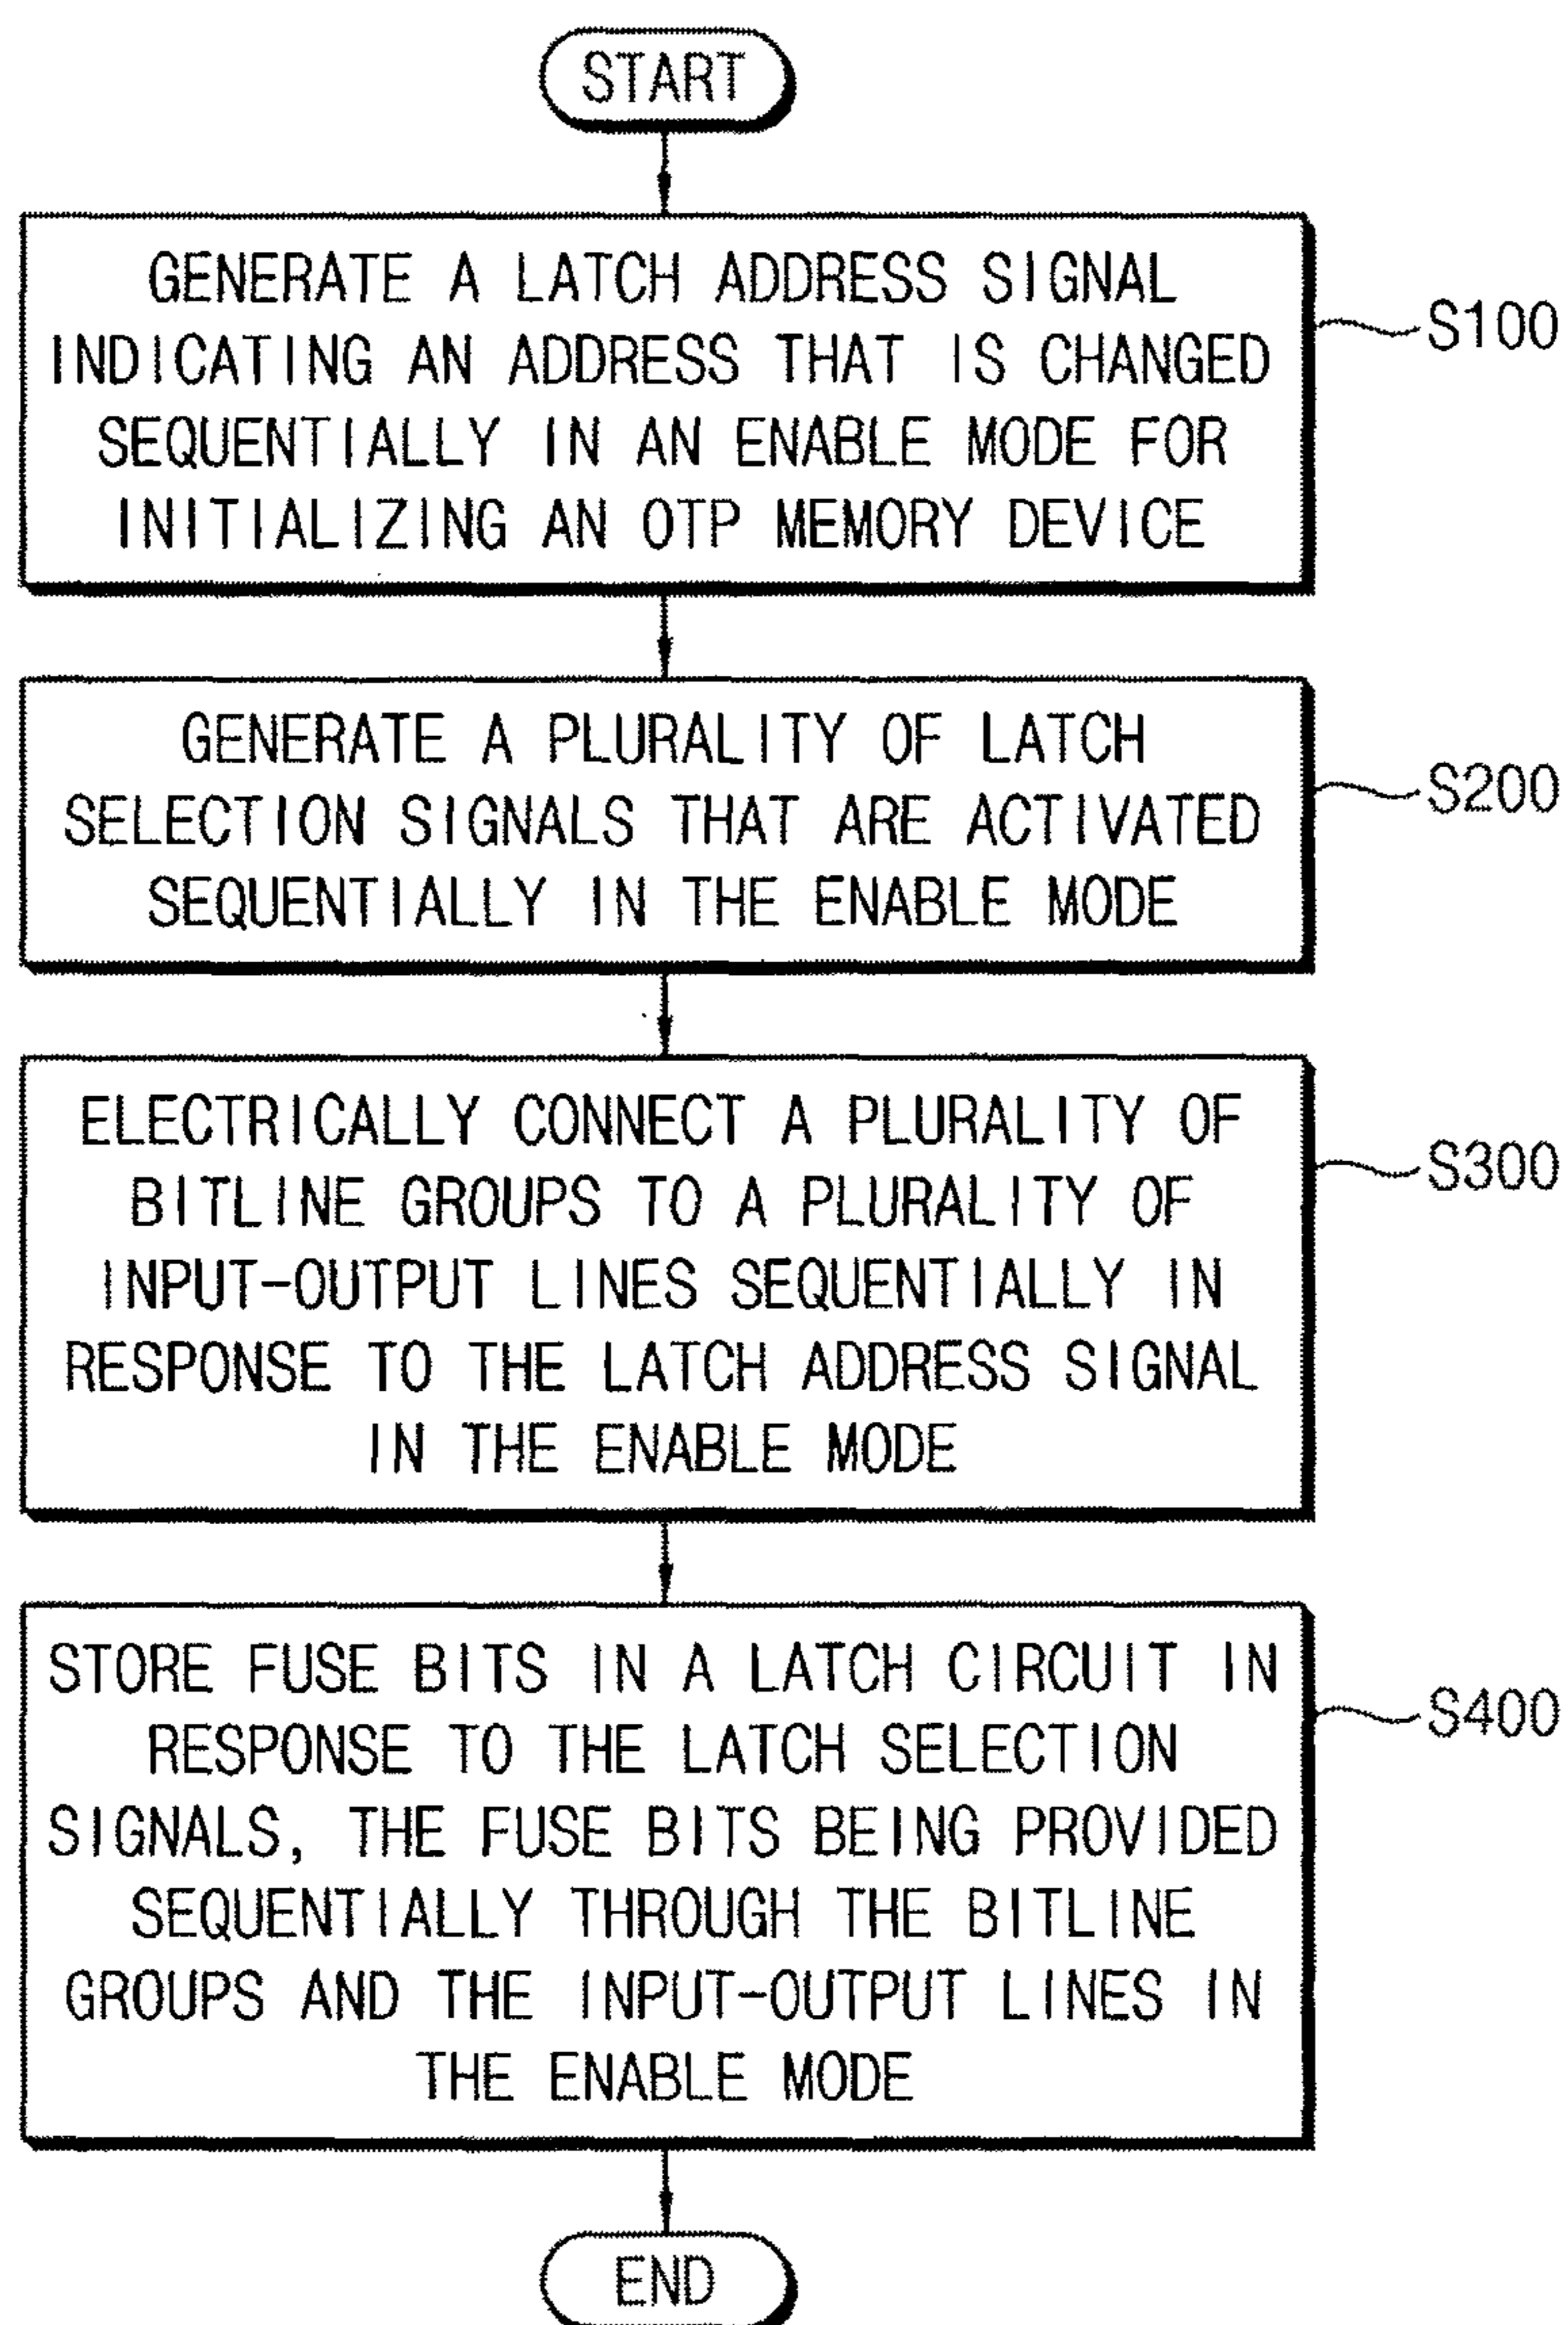 START
GENERATE A LATCH ADDRESS SIGNAL
INDICATING AN ADDRESS THAT IS CHANGED
SEQUENTIALLY IN AN ENABLE MODE FOR
INITIALIZING AN OTP MEMORY DEVICE
S100
GENERATE A PLURALITY OF LATCH
SELECTION SIGNALS THAT ARE ACTIVATED
SEQUENTIALLY IN THE ENABLE MODE
S200
ELECTRICALLY CONNECT A PLURALITY OF
BITLINE GROUPS TO A PLURALITY OF
INPUT-OUTPUT LINES SEQUENTIALLY IN
RESPONSE TO THE LATCH ADDRESS SIGNAL
IN THE ENABLE MODE
S300
STORE FUSE BITS IN A LATCH CIRCUIT IN
RESPONSE TO THE LATCH SELECTION
SIGNALS, THE FUSE BITS BEING PROVIDED
SEQUENTIALLY THROUGH THE BITLINE
GROUPS AND THE INPUT-OUTPUT LINES IN
THE ENABLE MODE
S400
END